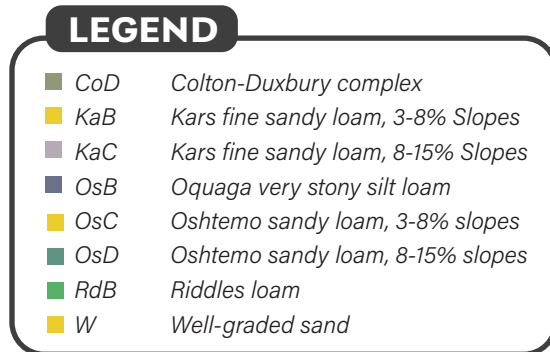 LEGEND
CoD Colton-Duxbury complex
KaB Kars fine sandy loam, 3-8% Slopes
KaC Kars fine sandy loam, 8-15% Slopes
OsB Oquaga very stony silt loam
OsC Oshtemo sandy loam, 3-8% slopes
OsD Oshtemo sandy loam, 8-15% slopes
RdB Riddles loam
W Well-graded sand